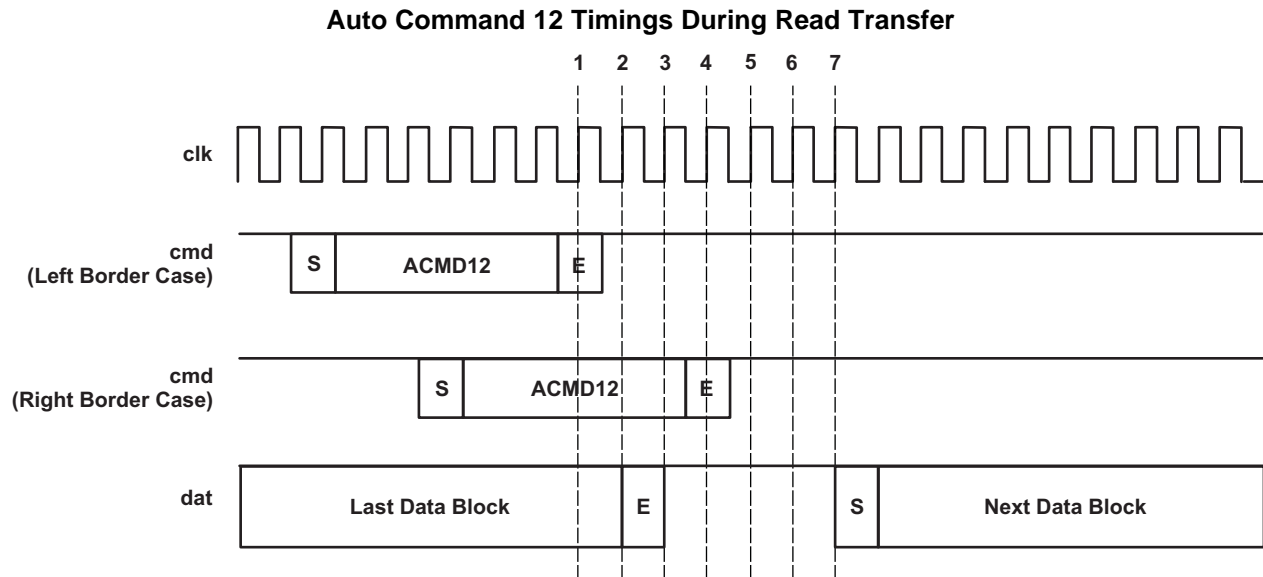 Auto Command 12 Timings During Read Transfer
1 2 3 4 5 6 7
clk
cmd
(Left Border Case)
S ACMD12 E
cmd
(Right Border Case)
S ACMD12 E
dat
Last Data Block E S Next Data Block